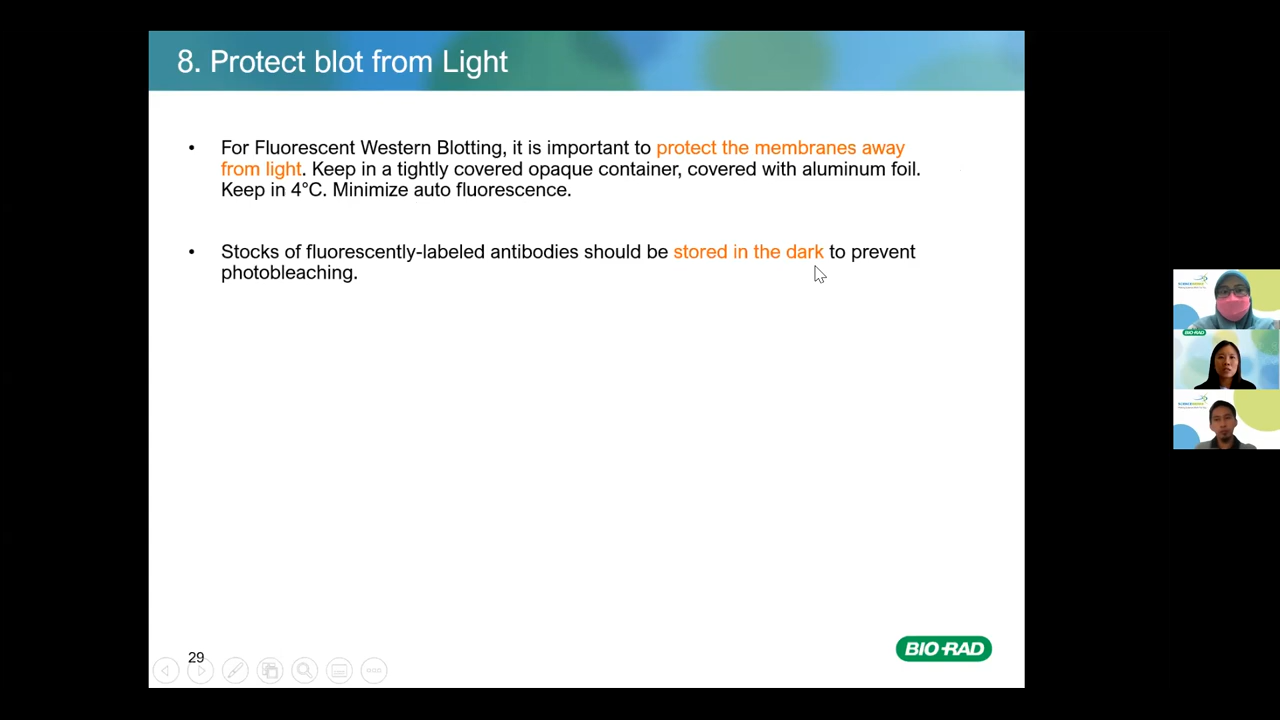 8. Protect blot from Light
• For Fluorescent Western Blotting, it is important to protect the membranes away
from light. Keep in a tightly covered opaque container, covered with aluminum foil.
Keep in 4°C. Minimize auto fluorescence.
• Stocks of fluorescently-labeled antibodies should be stored in the dark to prevent
photobleaching.
29
BIO-RAD
BIO-RAD